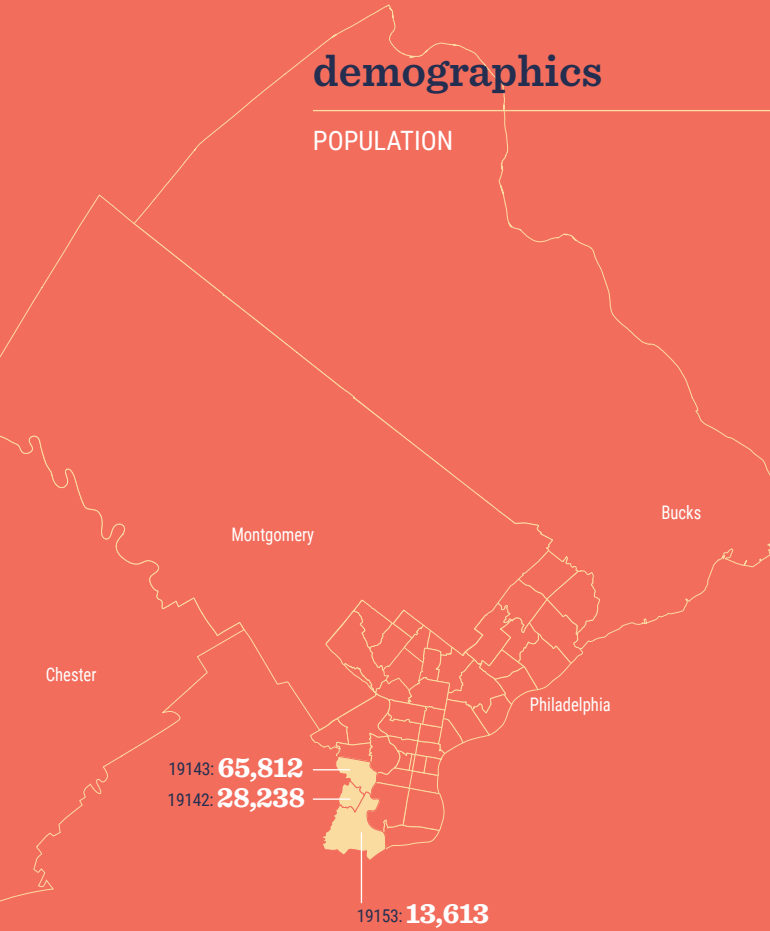 demographics
POPULATION
Bucks
Montgomery
Chester
Philadelphia
19143: 65,812
19142: 28,238
19153: 13,613